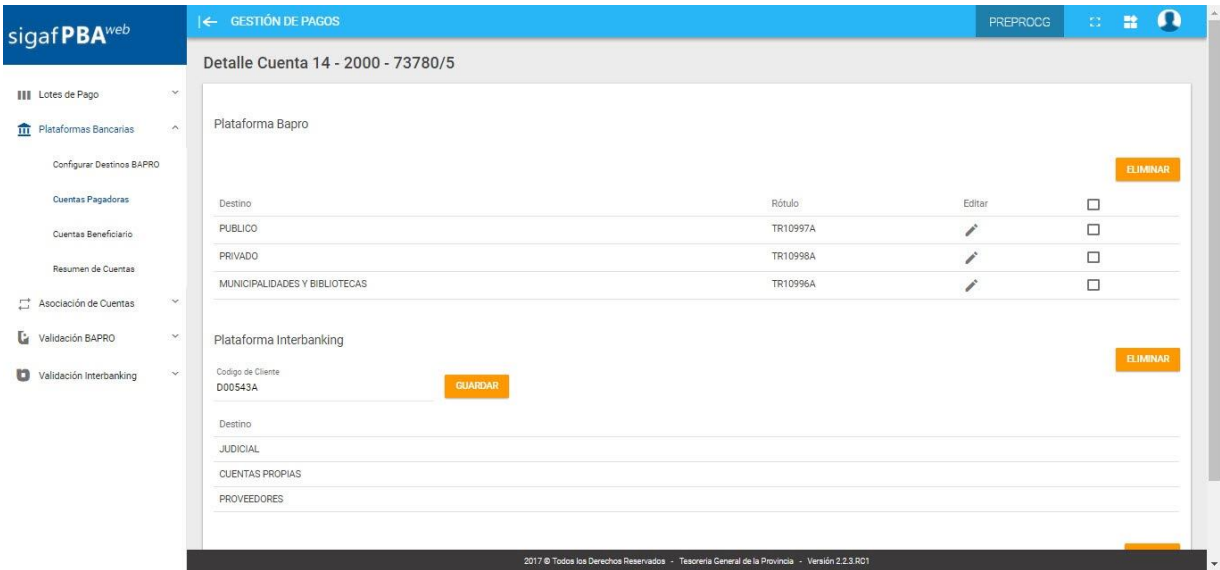 sigafPBAweb
GESTIÓN DE PAGOS
PREPROCG
Detalle Cuenta 14 - 2000 - 73780/5
Lotes de Pago
Plataformas Bancarias
Configurar Destinos BAPRO
Cuentas Pagadoras
Cuentas Beneficiario
Resumen de Cuentas
Asociación de Cuentas
Validación BAPRO
Validación Interbanking
Plataforma Bapro
ELIMINAR
Destino Rótulo Editar
PUBLICO TR10997A
PRIVADO TR10998A
MUNICIPALIDADES Y BIBLIOTECAS TR10996A
Plataforma Interbanking
ELIMINAR
Codigo de Cliente
D00543A GUARDAR
Destino
JUDICIAL
CUENTAS PROPIAS
PROVEEDORES
2017 © Todos los Derechos Reservados - Tesoreria General de la Provincia - Versión 2.2.3.RC1